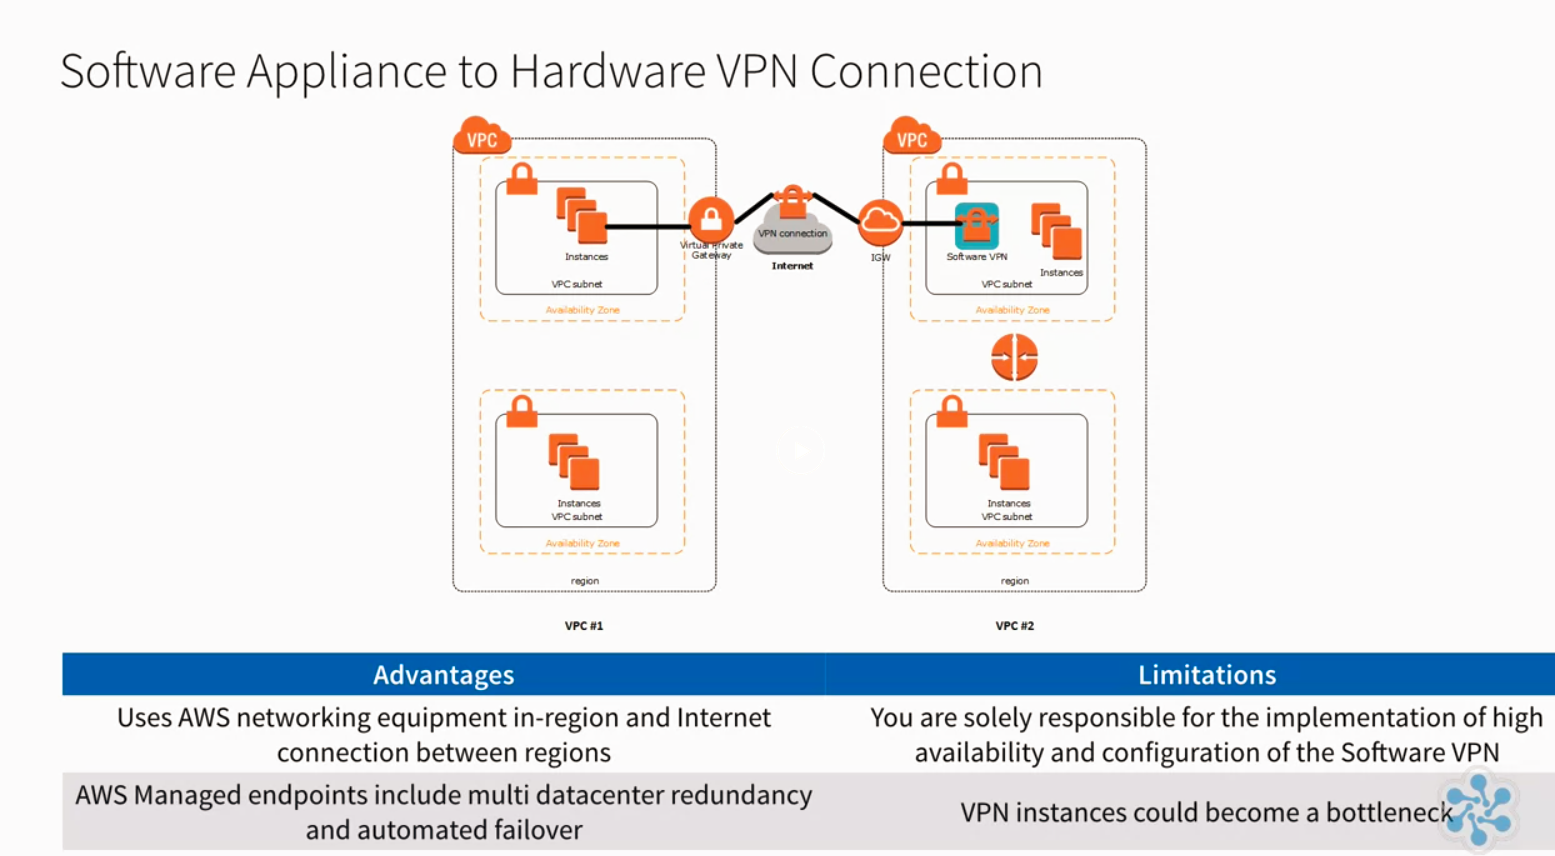 Software Appliance to Hardware VPN Connection
VPC
VPC
Instances
VPC subnet
Availability Zone
Virtual Private
Gateway
VPN connection
Internet
IGW
Software VPN
Instances
VPC subnet
Availability Zone
Instances
VPC subnet
Availability Zone
region
VPC #1
Instances
VPC subnet
Availability Zone
region
VPC #2
Advantages
Limitations
Uses AWS networking equipment in-region and Internet
connection between regions
You are solely responsible for the implementation of high
availability and configuration of the Software VPN
AWS Managed endpoints include multi datacenter redundancy
and automated failover
VPN instances could become a bottleneck